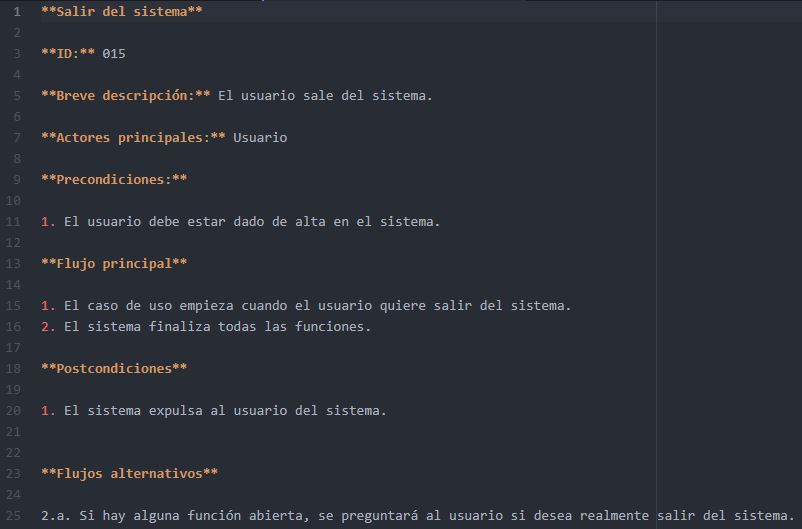 1 **Salir del sistema**
2
3 **ID:** 015
4
5 **Breve descripción:** El usuario sale del sistema.
6
7 **Actores principales:** Usuario
8
9 **Precondiciones:**
10
11 1. El usuario debe estar dado de alta en el sistema.
12
13 **Flujo principal**
14
15 1. El caso de uso empieza cuando el usuario quiere salir del sistema.
16 2. El sistema finaliza todas las funciones.
17
18 **Postcondiciones**
19
20 1. El sistema expulsa al usuario del sistema.
21
22
23 **Flujos alternativos**
24
25 2.a. Si hay alguna función abierta, se preguntará al usuario si desea realmente salir del sistema.